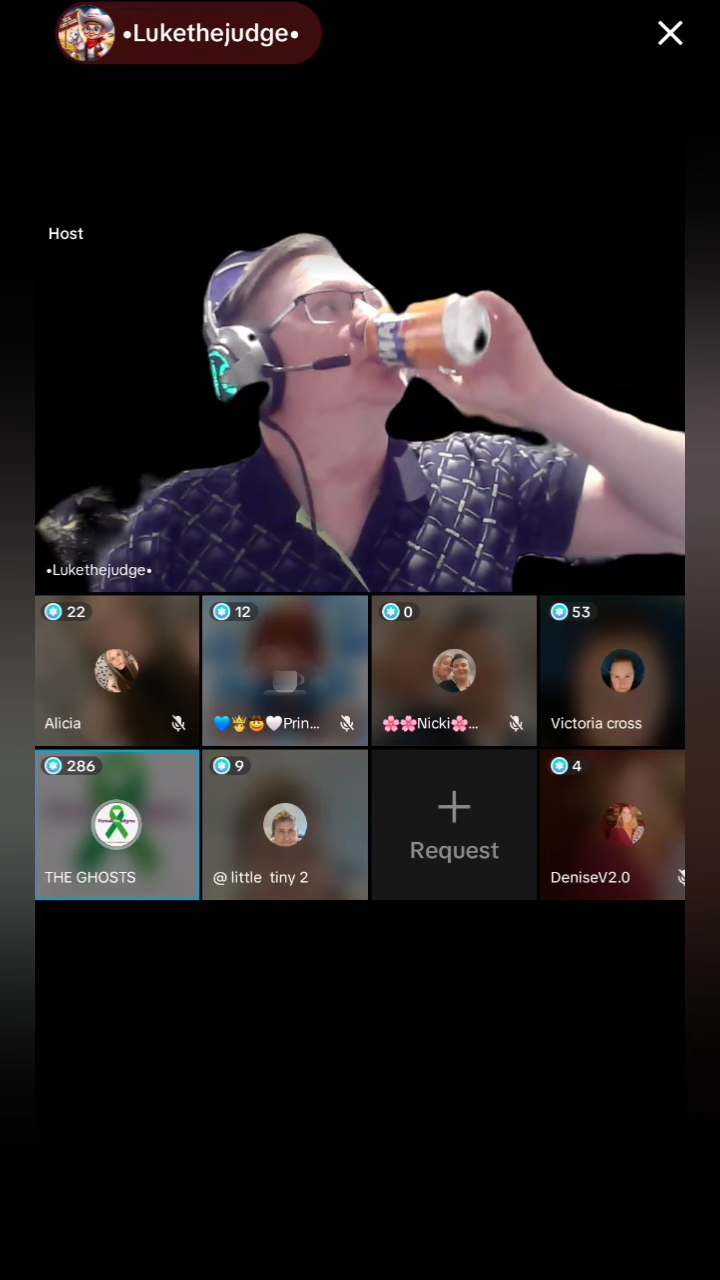 •Lukethejudge•
Host
•Lukethejudge•
22
12
0
53
Alicia
💙🤴🤠🤍Prin...
🌸🌸Nicki🌸...
Victoria cross
286
9
4
Request
THE GHOSTS
@ little tiny 2
DeniseV2.0